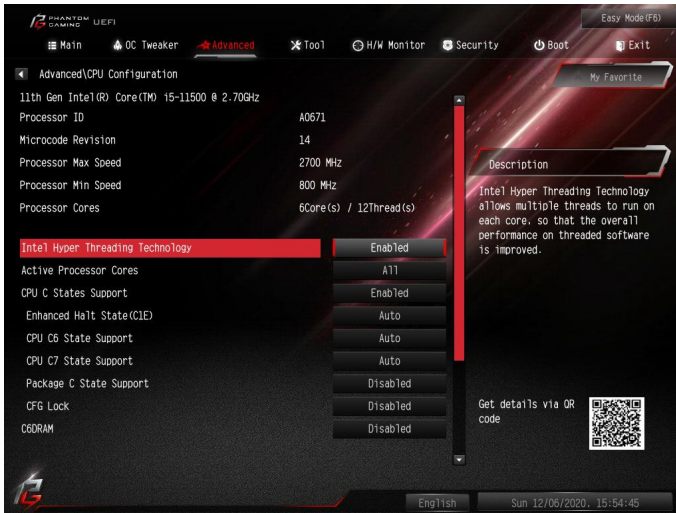 PHANTOM
GAMING UEFI
Easy Mode(F6)
Main OC Tweaker Advanced Tool H/W Monitor Security Boot Exit
Advanced\CPU Configuration
My Favorite
11th Gen Intel(R) Core(TM) i5-11500 @ 2.70GHz
Processor ID A0671
Microcode Revision 14
Processor Max Speed 2700 MHz
Processor Min Speed 800 MHz
Processor Cores 6Core(s) / 12Thread(s)
Intel Hyper Threading Technology Enabled
Active Processor Cores All
CPU C States Support Enabled
Enhanced Halt State(C1E) Auto
CPU C6 State Support Auto
CPU C7 State Support Auto
Package C State Support Disabled
CFG Lock Disabled
C6DRAM Disabled
Description
Intel Hyper Threading Technology
allows multiple threads to run on
each core, so that the overall
performance on threaded software
is improved.
Get details via QR
code
English
Sun 12/06/2020, 15:54:45